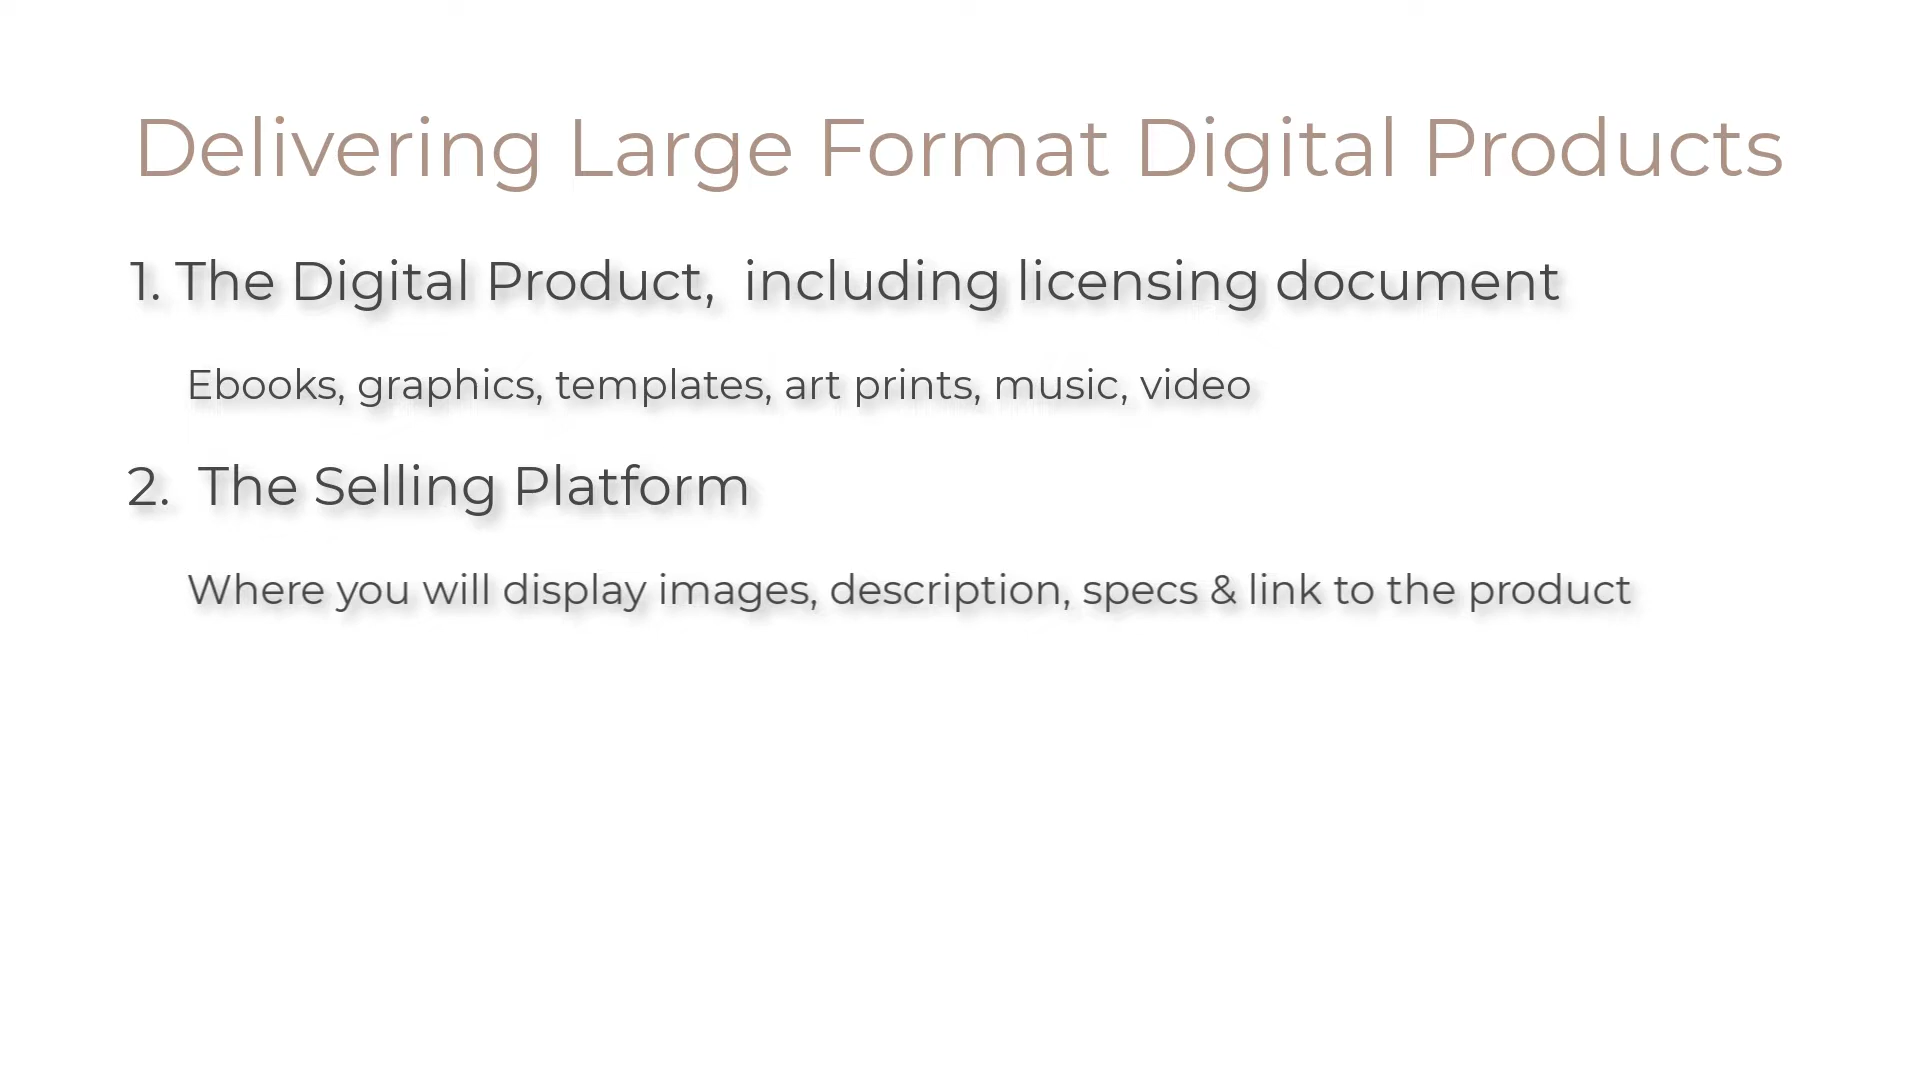 Delivering Large Format Digital Products
1. The Digital Product, including licensing document
Ebooks, graphics, templates, art prints, music, video
2. The Selling Platform
Where you will display images, description, specs & link to the product